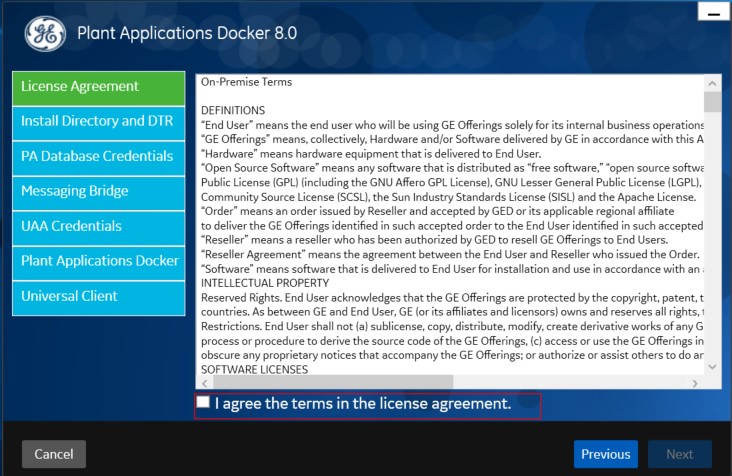 Plant Applications Docker 8.0
License Agreement
Install Directory and DTR
PA Database Credentials
Messaging Bridge
UAA Credentials
Plant Applications Docker
Universal Client
On-Premise Terms
DEFINITIONS
"End User" means the end user who will be using GE Offerings solely for its internal business operations
"GE Offerings" means, collectively, Hardware and/or Software delivered by GE in accordance with this A
"Hardware" means hardware equipment that is delivered to End User.
"Open Source Software" means any software that is distributed as "free software," "open source softwa
Public License (GPL) (including the GNU Affero GPL License), GNU Lesser General Public License (LGPL),
Community Source License (SCSL), the Sun Industry Standards License (SISL) and the Apache License.
"Order" means an order issued by Reseller and accepted by GED or its applicable regional affiliate
to deliver the GE Offerings identified in such accepted order to the End User identified in such accepted
"Reseller" means a reseller who has been authorized by GED to resell GE Offerings to End Users.
"Reseller Agreement" means the agreement between the End User and Reseller who issued the Order.
"Software" means software that is delivered to End User for installation and use in accordance with an
INTELLECTUAL PROPERTY
Reserved Rights. End User acknowledges that the GE Offerings are protected by the copyright, patent, t
countries. As between GE and End User, GE (or its affiliates and licensors) owns and reserves all rights,
Restrictions. End User shall not (a) sublicense, copy, distribute, modify, create derivative works of any G
process or procedure to derive the source code of the GE Offerings, (c) access or use the GE Offerings in
obscure any proprietary notices that accompany the GE Offerings; or authorize or assist others to do
SOFTWARE LICENSES
I agree the terms in the license agreement.
Cancel
Previous
Next